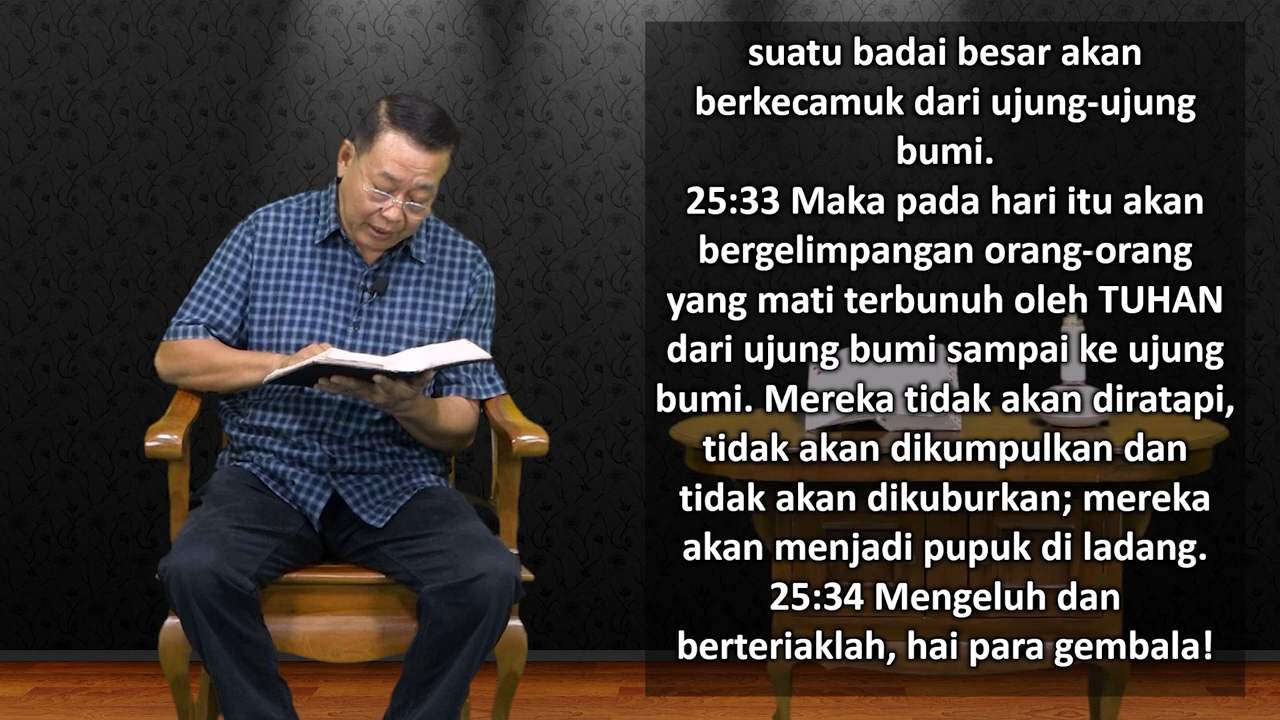 suatu badai besar akan
berkecamuk dari ujung-ujung
bumi.
25:33 Maka pada hari itu akan
bergelimpangan orang-orang
yang mati terbunuh oleh TUHAN
dari ujung bumi sampai ke ujung
bumi. Mereka tidak akan diratapi,
tidak akan dikumpulkan dan
tidak akan dikuburkan; mereka
akan menjadi pupuk di ladang.
25:34 Mengeluh dan
berteriaklah, hai para gembala!